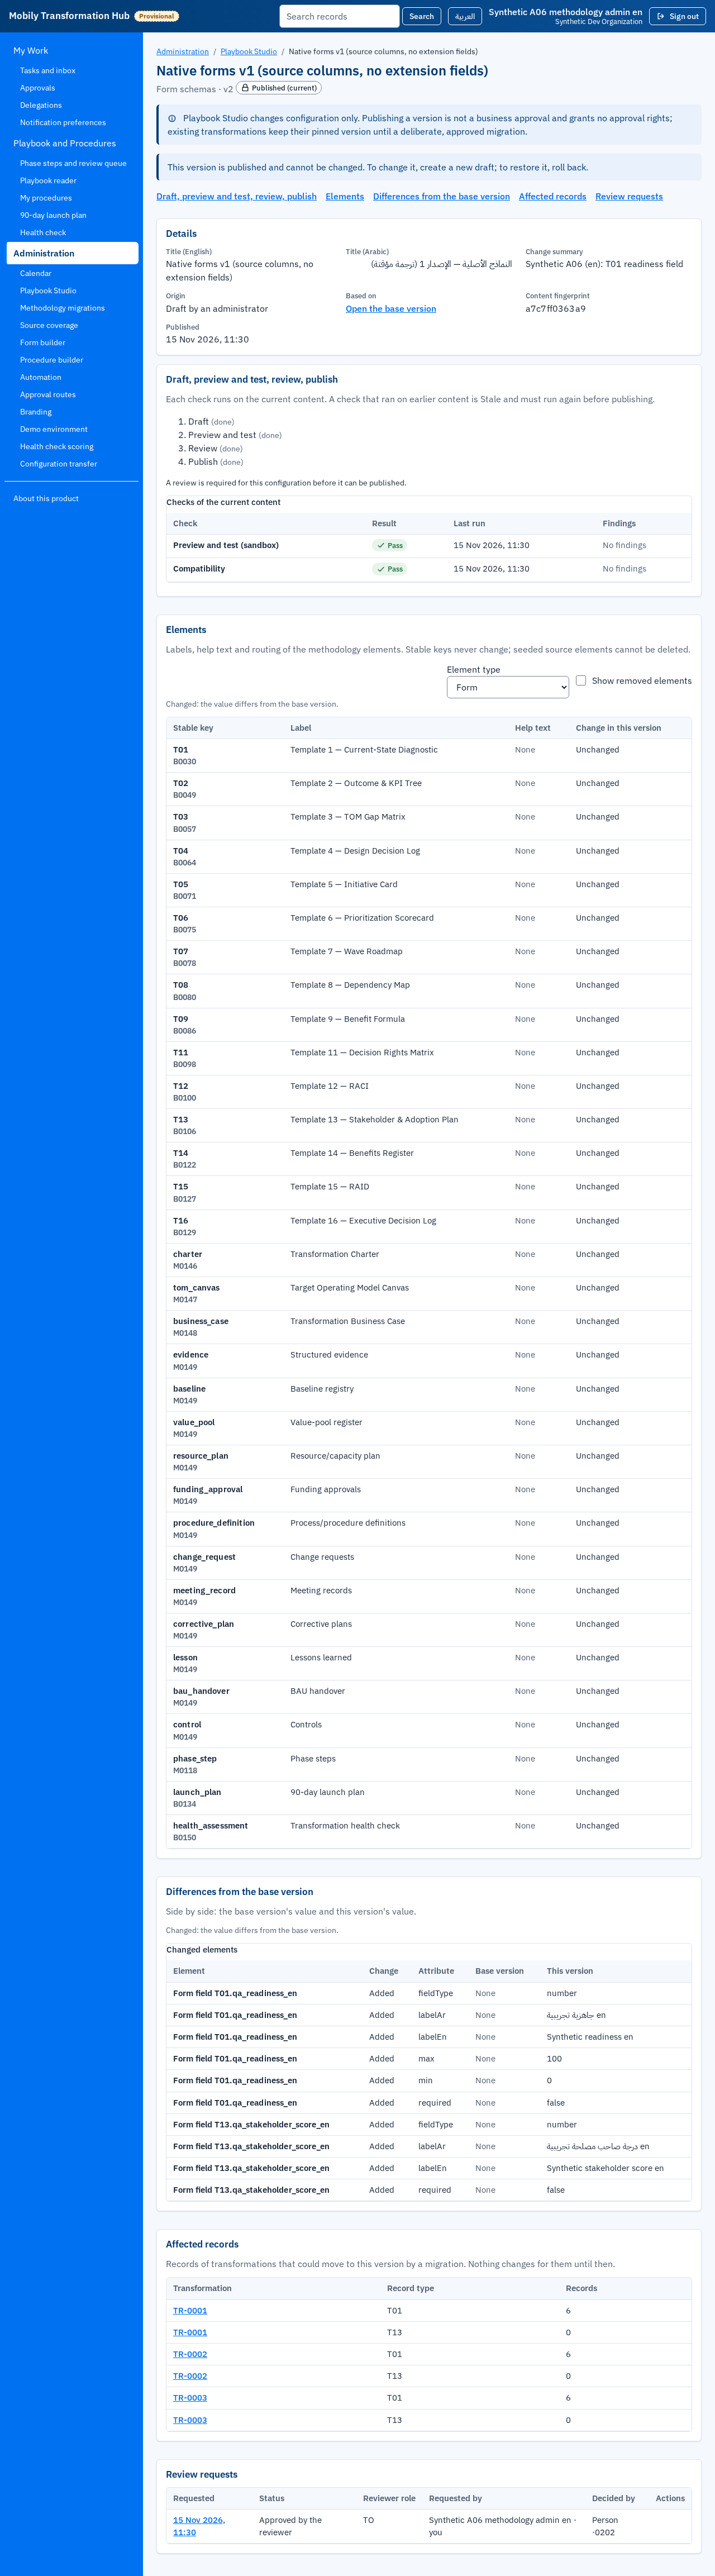 Mobily Transformation Hub Provisional Search records Search العربية Synthetic A06 methodology admin en Synthetic Dev Organization Sign out
My Work
Tasks and inbox
Approvals
Delegations
Notification preferences
Playbook and Procedures
Phase steps and review queue
Playbook reader
My procedures
90-day launch plan
Health check
Administration
Calendar
Playbook Studio
Methodology migrations
Source coverage
Form builder
Procedure builder
Automation
Approval routes
Branding
Demo environment
Health check scoring
Configuration transfer
About this product
Administration / Playbook Studio / Native forms v1 (source columns, no extension fields)
Native forms v1 (source columns, no extension fields)
Form schemas · v2 Published (current)
Playbook Studio changes configuration only. Publishing a version is not a business approval and grants no approval rights;
existing transformations keep their pinned version until a deliberate, approved migration.
This version is published and cannot be changed. To change it, create a new draft; to restore it, roll back.
Draft, preview and test, review, publish Elements Differences from the base version Affected records Review requests
Details
Title (English) Title (Arabic) Change summary
Native forms v1 (source columns, no extension fields) النماذج الأصلية — الإصدار 1 (ترجمة مؤقتة) Synthetic A06 (en): T01 readiness field
Origin Based on Content fingerprint
Draft by an administrator Open the base version a7c7ff0363a9
Published
15 Nov 2026, 11:30
Draft, preview and test, review, publish
Each check runs on the current content. A check that ran on earlier content is Stale and must run again before publishing.
1. Draft (done)
2. Preview and test (done)
3. Review (done)
4. Publish (done)
A review is required for this configuration before it can be published.
Checks of the current content
Check Result Last run Findings
Preview and test (sandbox) Pass 15 Nov 2026, 11:30 No findings
Compatibility Pass 15 Nov 2026, 11:30 No findings
Elements
Labels, help text and routing of the methodology elements. Stable keys never change; seeded source elements cannot be deleted.
Element type
Form Show removed elements
Changed: the value differs from the base version.
Stable key Label Help text Change in this version
T01 Template 1 — Current-State Diagnostic None Unchanged
B0030
T02 Template 2 — Outcome & KPI Tree None Unchanged
B0049
T03 Template 3 — TOM Gap Matrix None Unchanged
B0057
T04 Template 4 — Design Decision Log None Unchanged
B0064
T05 Template 5 — Initiative Card None Unchanged
B0071
T06 Template 6 — Prioritization Scorecard None Unchanged
B0075
T07 Template 7 — Wave Roadmap None Unchanged
B0078
T08 Template 8 — Dependency Map None Unchanged
B0080
T09 Template 9 — Benefit Formula None Unchanged
B0086
T11 Template 11 — Decision Rights Matrix None Unchanged
B0098
T12 Template 12 — RACI None Unchanged
B0100
T13 Template 13 — Stakeholder & Adoption Plan None Unchanged
B0106
T14 Template 14 — Benefits Register None Unchanged
B0122
T15 Template 15 — RAID None Unchanged
B0127
T16 Template 16 — Executive Decision Log None Unchanged
B0129
charter Transformation Charter None Unchanged
M0146
tom_canvas Target Operating Model Canvas None Unchanged
M0147
business_case Transformation Business Case None Unchanged
M0148
evidence Structured evidence None Unchanged
M0149
baseline Baseline registry None Unchanged
M0149
value_pool Value-pool register None Unchanged
M0149
resource_plan Resource/capacity plan None Unchanged
M0149
funding_approval Funding approvals None Unchanged
M0149
procedure_definition Process/procedure definitions None Unchanged
M0149
change_request Change requests None Unchanged
M0149
meeting_record Meeting records None Unchanged
M0149
corrective_plan Corrective plans None Unchanged
M0149
lesson Lessons learned None Unchanged
M0149
bau_handover BAU handover None Unchanged
M0149
control Controls None Unchanged
M0149
phase_step Phase steps None Unchanged
M0118
launch_plan 90-day launch plan None Unchanged
B0134
health_assessment Transformation health check None Unchanged
B0150
Differences from the base version
Side by side: the base version's value and this version's value.
Changed: the value differs from the base version.
Changed elements
Element Change Attribute Base version This version
Form field T01.qa_readiness_en Added fieldType None number
Form field T01.qa_readiness_en Added labelAr None جاهزية تجريبية en
Form field T01.qa_readiness_en Added labelEn None Synthetic readiness en
Form field T01.qa_readiness_en Added max None 100
Form field T01.qa_readiness_en Added min None 0
Form field T01.qa_readiness_en Added required None false
Form field T13.qa_stakeholder_score_en Added fieldType None number
Form field T13.qa_stakeholder_score_en Added labelAr None درجة صاحب مصلحة تجريبية en
Form field T13.qa_stakeholder_score_en Added labelEn None Synthetic stakeholder score en
Form field T13.qa_stakeholder_score_en Added required None false
Affected records
Records of transformations that could move to this version by a migration. Nothing changes for them until then.
Transformation Record type Records
TR-0001 T01 6
TR-0001 T13 0
TR-0002 T01 6
TR-0002 T13 0
TR-0003 T01 6
TR-0003 T13 0
Review requests
Requested Status Reviewer role Requested by Decided by Actions
15 Nov 2026, 11:30 Approved by the reviewer TO Synthetic A06 methodology admin en · you Person ·0202